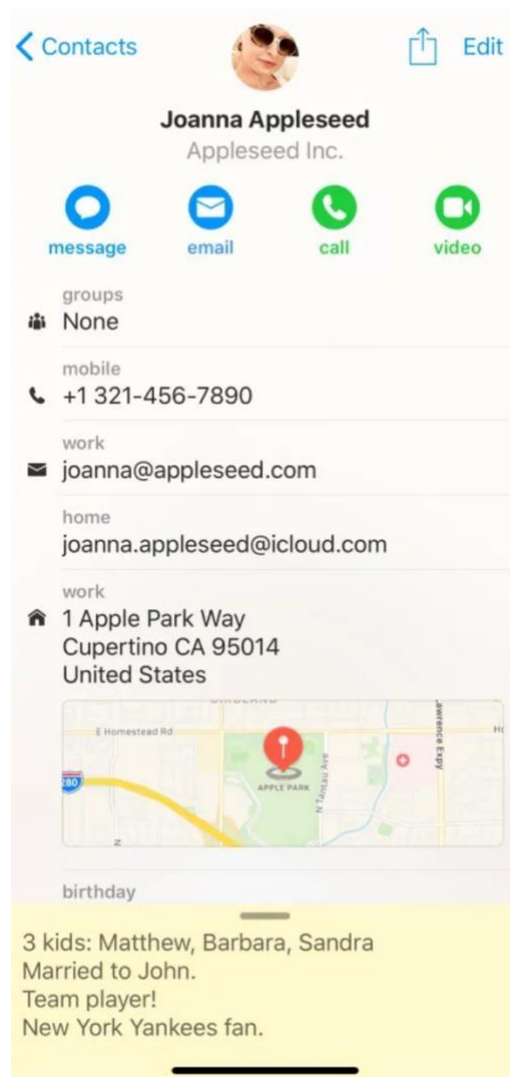 Contacts
Edit
Joanna Appleseed
Appleseed Inc.
message
email
call
video
groups
None
mobile
+1 321-456-7890
work
joanna@appleseed.com
home
joanna.appleseed@icloud.com
work
1 Apple Park Way
Cupertino CA 95014
United States
E Homestead Rd
Lawrence Expy
280
APPLE PARK
N Tantau Ave
N
birthday
3 kids: Matthew, Barbara, Sandra
Married to John.
Team player!
New York Yankees fan.